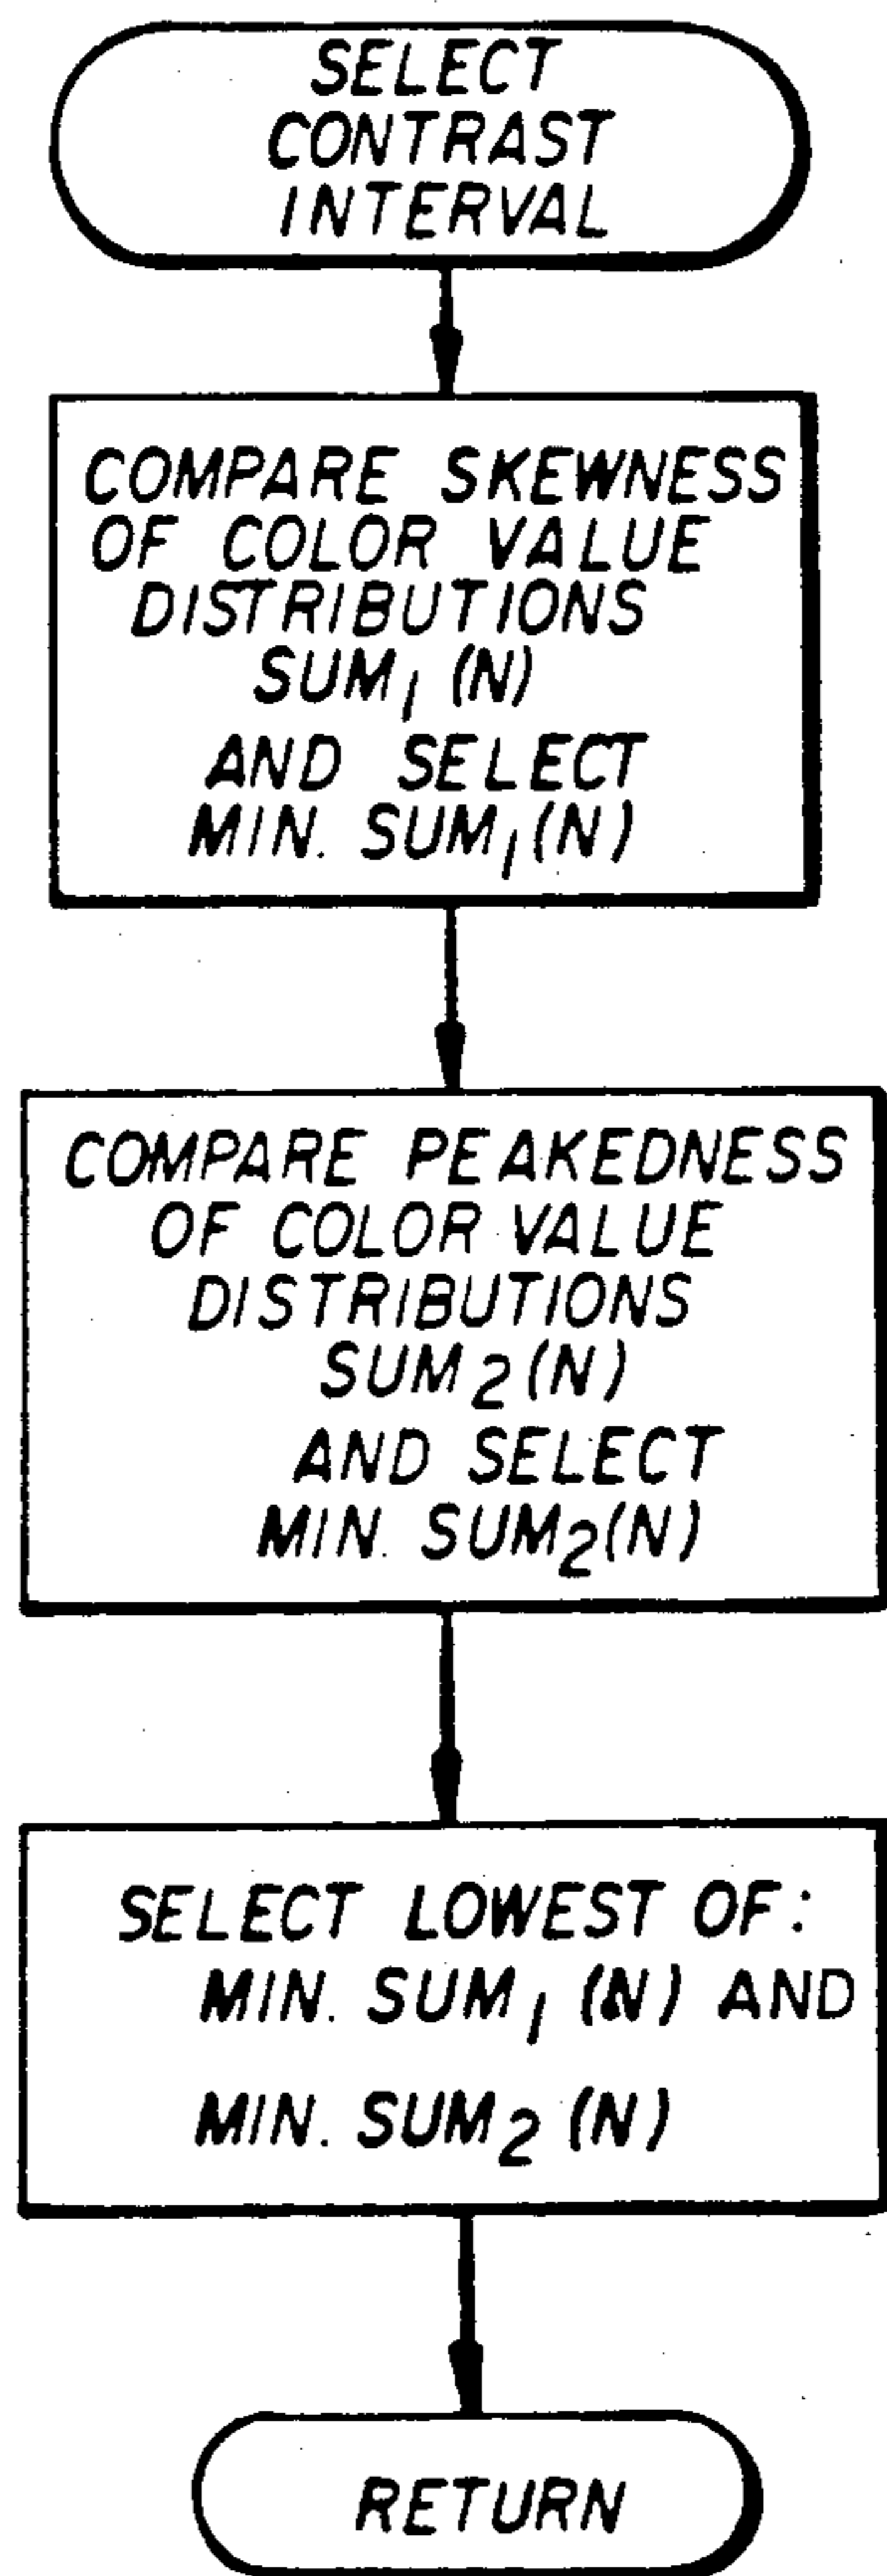 SELECT
CONTRAST
INTERVAL
COMPARE SKEWNESS
OF COLOR VALUE
DISTRIBUTIONS
SUM₁ (N)
AND SELECT
MIN. SUM₁(N)
COMPARE PEAKEDNESS
OF COLOR VALUE
DISTRIBUTIONS
SUM₂(N)
AND SELECT
MIN. SUM₂(N)
SELECT LOWEST OF:
MIN. SUM₁ (N) AND
MIN. SUM₂ (N)
RETURN